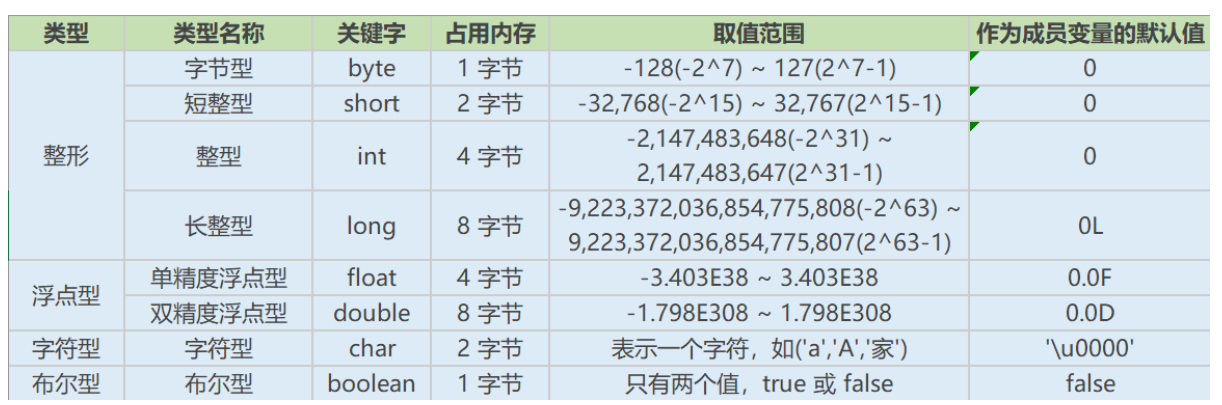 类型 类型名称 关键字 占用内存 取值范围 作为成员变量的默认值
整形 字节型 byte 1 字节 -128(-2^7) ~ 127(2^7-1) 0
短整型 short 2 字节 -32,768(-2^15) ~ 32,767(2^15-1) 0
整型 int 4 字节 -2,147,483,648(-2^31) ~
2,147,483,647(2^31-1) 0
长整型 long 8 字节 -9,223,372,036,854,775,808(-2^63) ~
9,223,372,036,854,775,807(2^63-1) 0L
浮点型 单精度浮点型 float 4 字节 -3.403E38 ~ 3.403E38 0.0F
双精度浮点型 double 8 字节 -1.798E308 ~ 1.798E308 0.0D
字符型 字符型 char 2 字节 表示一个字符，如('a','A','家') '\u0000'
布尔型 布尔型 boolean 1 字节 只有两个值，true 或 false false